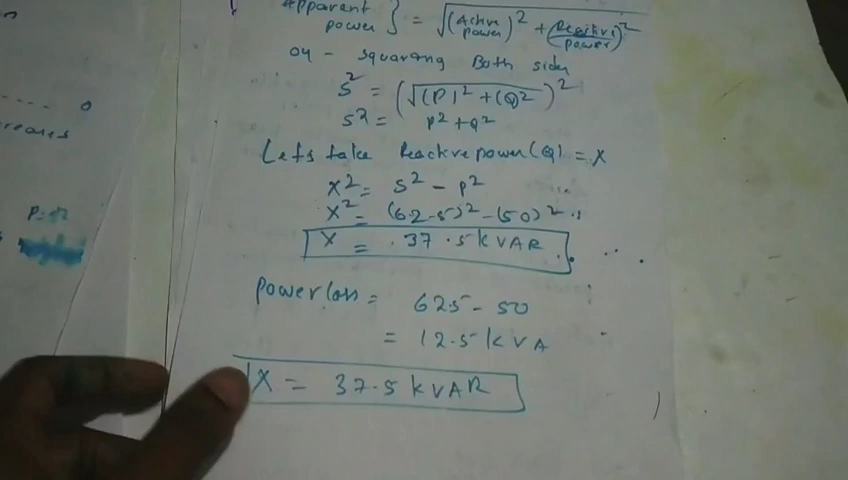 Apparent power } = √(Active power)² + (Reactive power)²
or - squaring Both sides
S² = (√(P)² + (Q)²)²
S² = P² + Q²
Lets take Reactive power (Q) = X
X² = S² - P²
X² = (62.5)² - (50)²
X = 37.5 KVAR
Power loss = 62.5 - 50
= 12.5 KVA
X = 37.5 KVAR